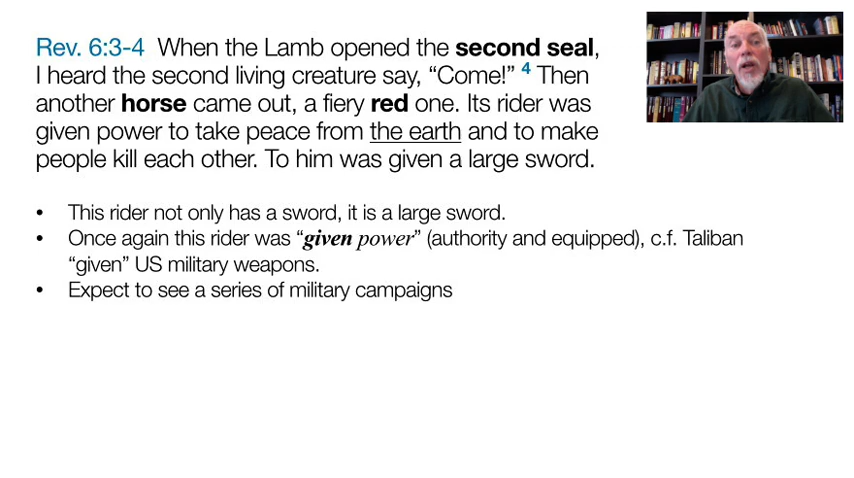 Rev. 6:3-4 When the Lamb opened the second seal,
I heard the second living creature say, “Come!” 4 Then
another horse came out, a fiery red one. Its rider was
given power to take peace from the earth and to make
people kill each other. To him was given a large sword.
• This rider not only has a sword, it is a large sword.
• Once again this rider was “given power” (authority and equipped), c.f. Taliban
“given” US military weapons.
• Expect to see a series of military campaigns